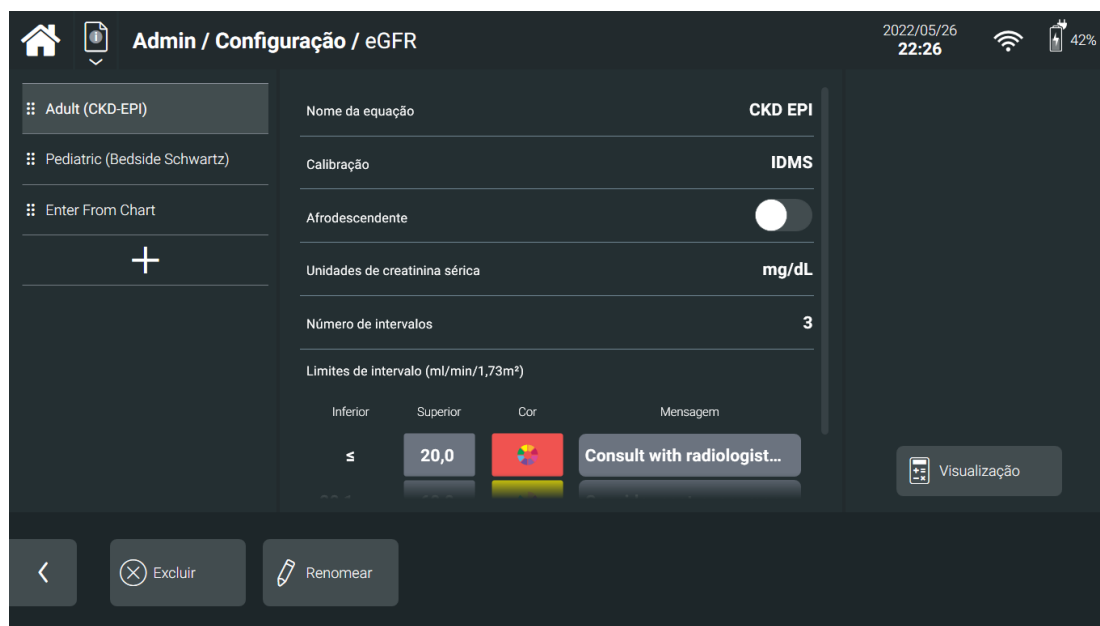 Admin / Configuração / eGFR
2022/05/26
22:26
42%
Adult (CKD-EPI)
Pediatric (Bedside Schwartz)
Enter From Chart
Nome da equação CKD EPI
Calibração IDMS
Afrodescendente
Unidades de creatinina sérica mg/dL
Número de intervalos 3
Limites de intervalo (ml/min/1,73m²)
Inferior Superior Cor Mensagem
≤ 20,0 Consult with radiologist...
Visualização
Excluir
Renomear